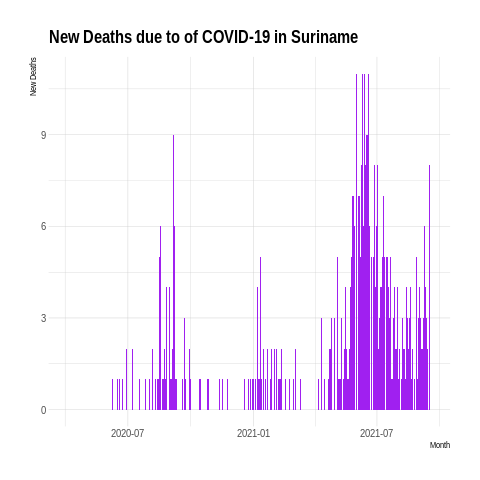 New Deaths due to of COVID-19 in Suriname
New Deaths
9
6
3
0
2020-07 2021-01 2021-07
Month